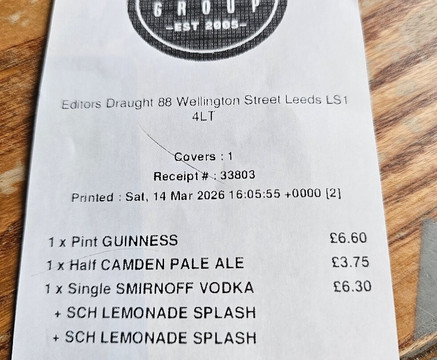 GROUP
EST 2005
Editors Draught 88 Wellington Street Leeds LS1
4LT
Covers : 1
Receipt # : 33803
Printed : Sat, 14 Mar 2026 16:05:55 +0000 [2]
1 x Pint GUINNESS £6.60
1 x Half CAMDEN PALE ALE £3.75
1 x Single SMIRNOFF VODKA £6.30
+ SCH LEMONADE SPLASH
+ SCH LEMONADE SPLASH